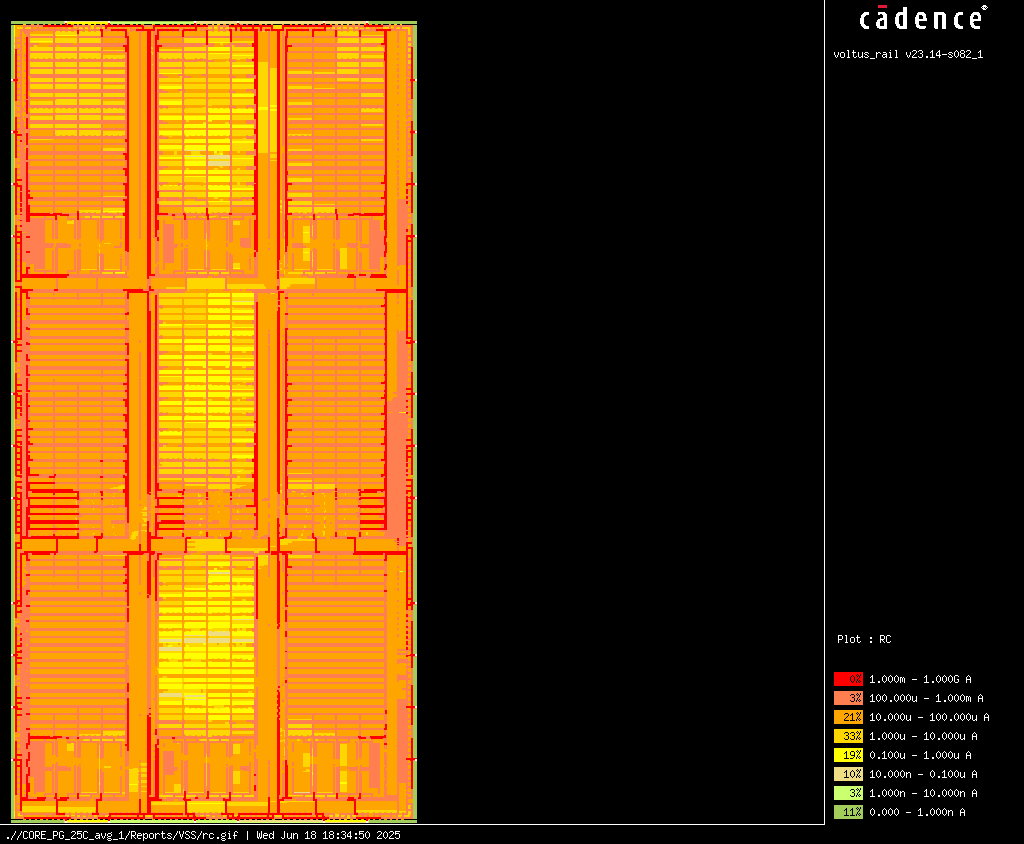 cādence®
voltus_rail v23.14-s082_1
Plot : RC
0% 1.000m - 1.000G A
3% 100.000u - 1.000m A
21% 10.000u - 100.000u A
33% 1.000u - 10.000u A
19% 0.100u - 1.000u A
10% 10.000n - 0.100u A
3% 1.000n - 10.000n A
11% 0.000 - 1.000n A
.//CORE_PG_25C_avg_1/Reports/VSS/rc.gif | Wed Jun 18 18:34:50 2025